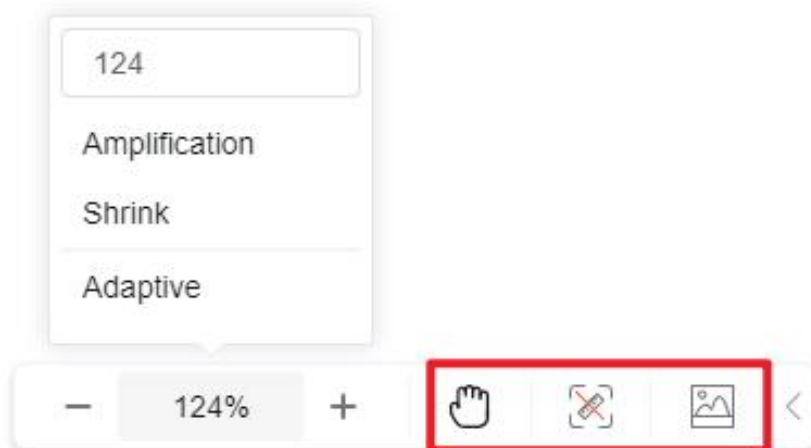 124
Amplification
Shrink
Adaptive
− 124% +